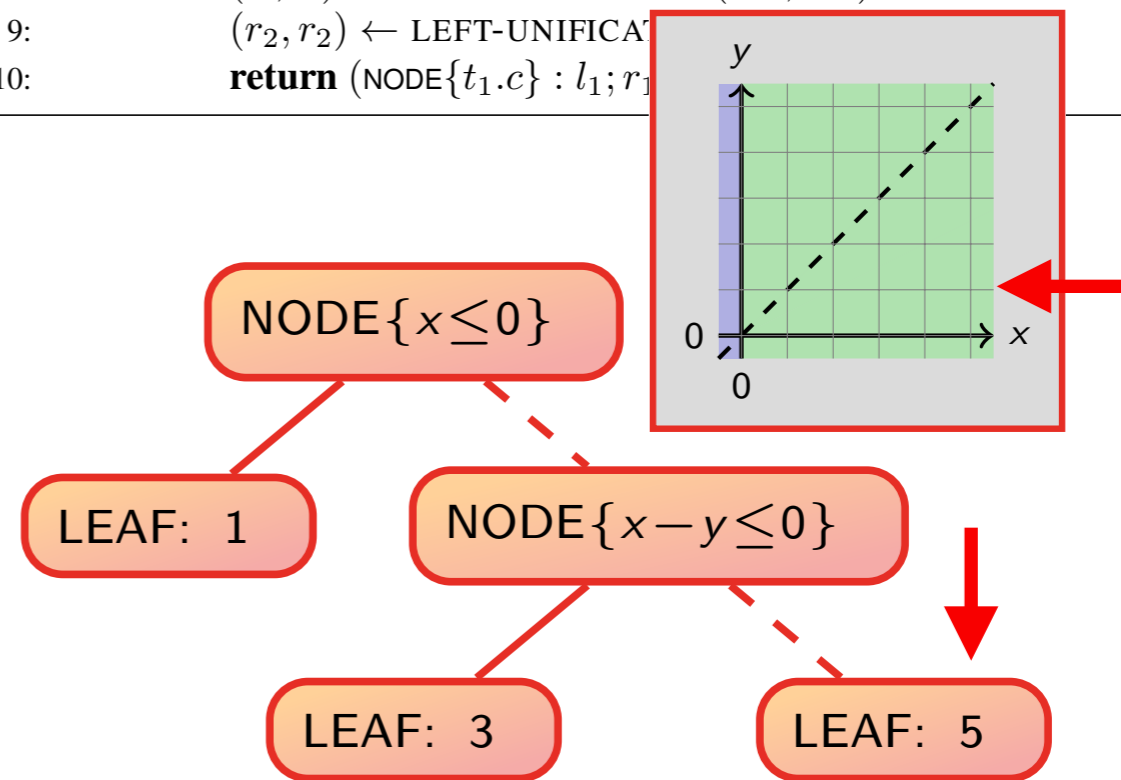 9: (r₂, r₂) ← LEFT-UNIFICAT
10: return (NODE{t₁.c} : l₁; r₁
y
0
x
0
NODE{x≤0}
LEAF: 1
NODE{x−y≤0}
LEAF: 3
LEAF: 5